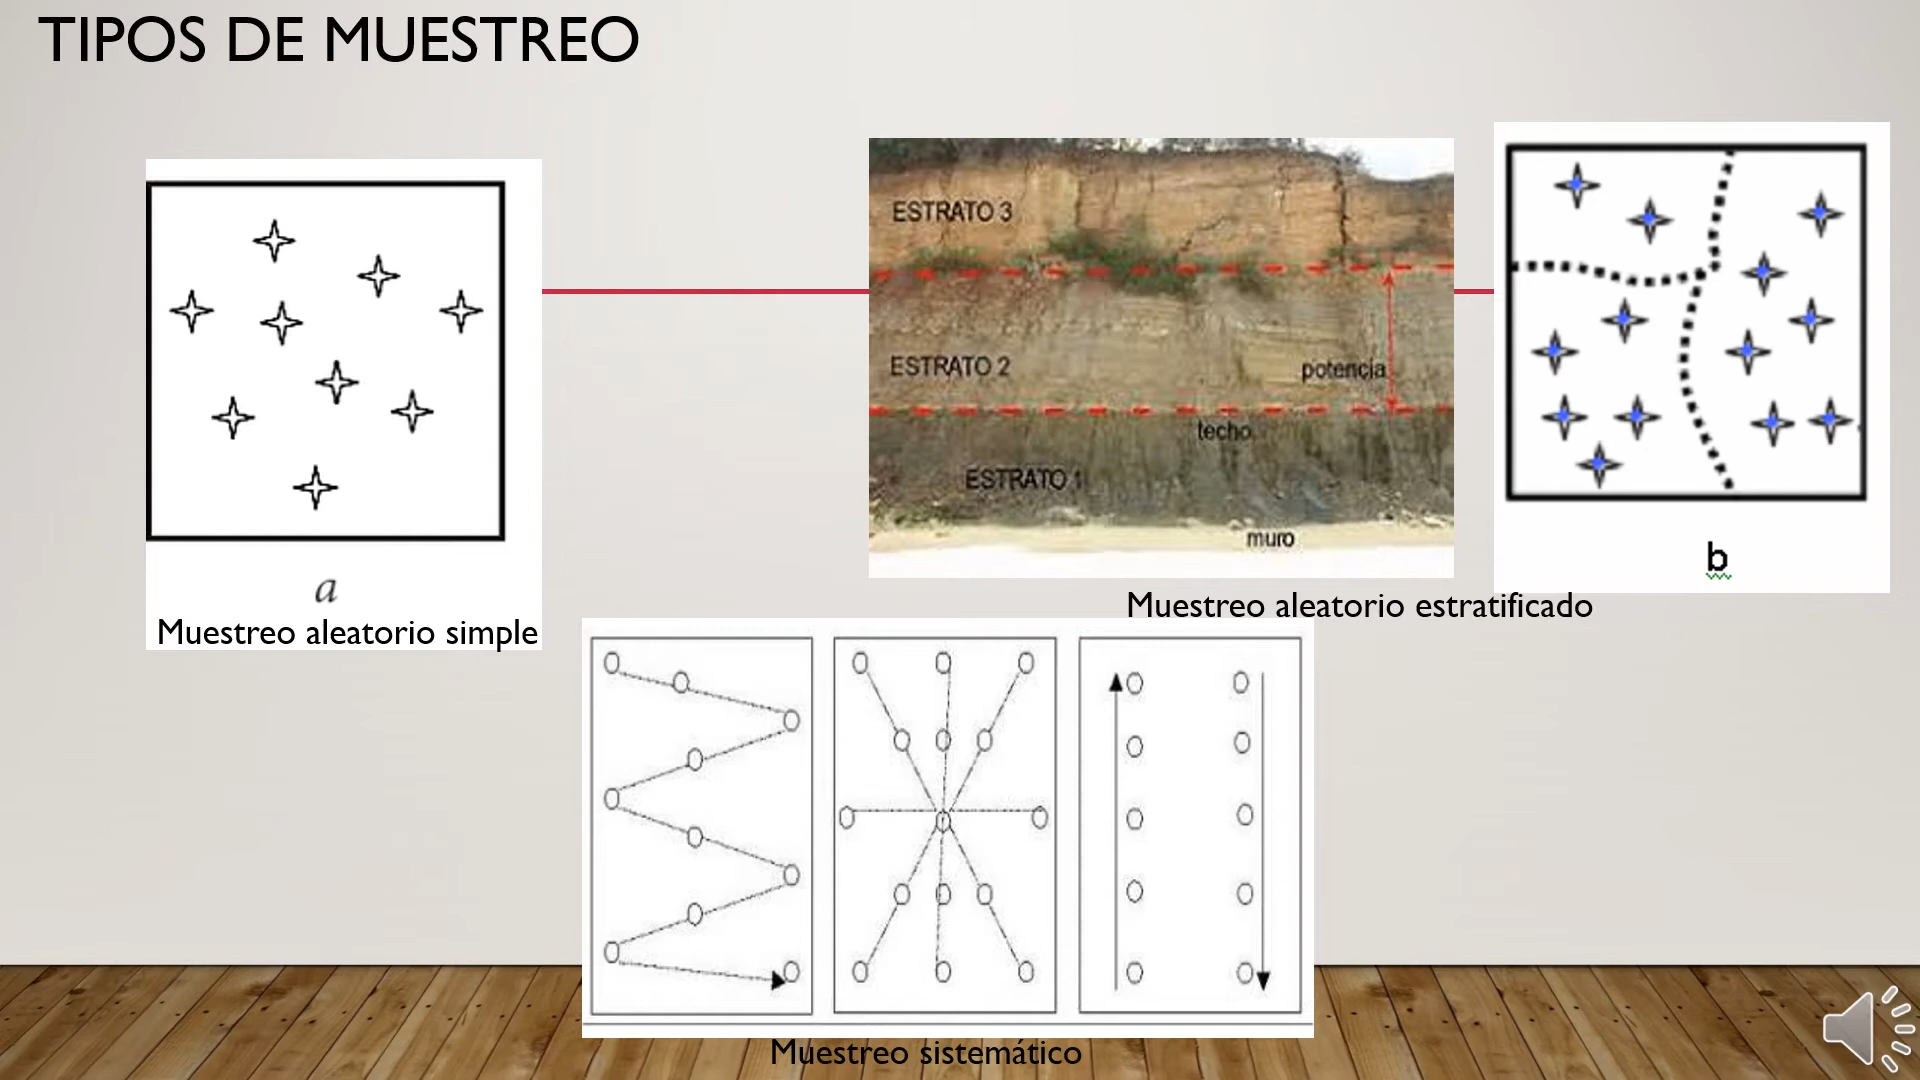 TIPOS DE MUESTREO
a
Muestreo aleatorio simple
ESTRATO 3
ESTRATO 2
potencia
techo
ESTRATO 1
muro
b
Muestreo aleatorio estratificado
Muestreo sistemático